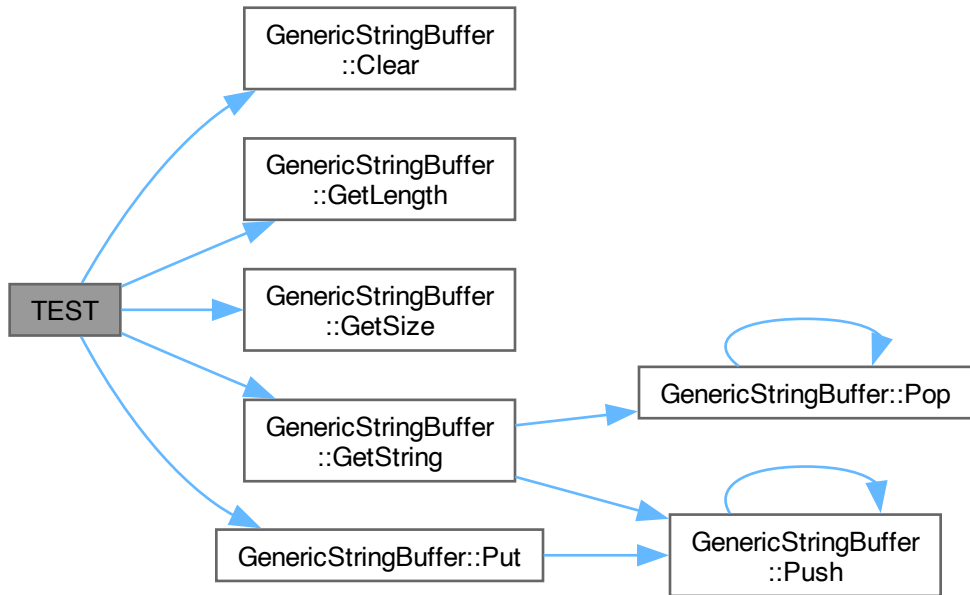 GenericStringBuffer
::Clear
GenericStringBuffer
::GetLength
TEST
GenericStringBuffer
::GetSize
GenericStringBuffer::Pop
GenericStringBuffer
::GetString
GenericStringBuffer::Put
GenericStringBuffer
::Push